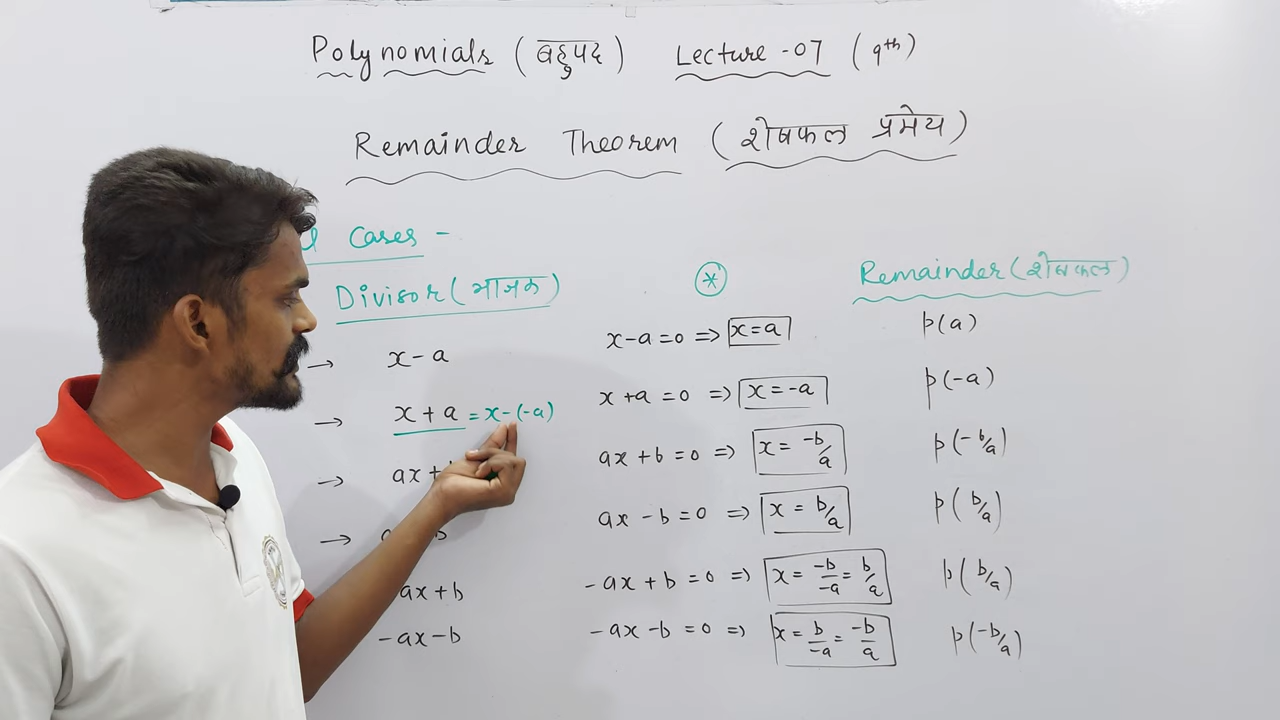 Polynomials (बहुपद) Lecture-07 (9th)
Remainder Theorem (शेषफल प्रमेय)
Cases -
Divisor (भाजक) * Remainder (शेषफल)
→ x-a x-a=0 => x=a p(a)
→ x+a = x-(-a) x+a=0 => x=-a p(-a)
→ ax+ ax+b=0 => x=-b/a p(-b/a)
→ ax-b=0 => x=b/a p(b/a)
ax+b -ax+b=0 => x=-b/-a=b/a p(b/a)
-ax-b -ax-b=0 => x=b/-a=-b/a p(-b/a)